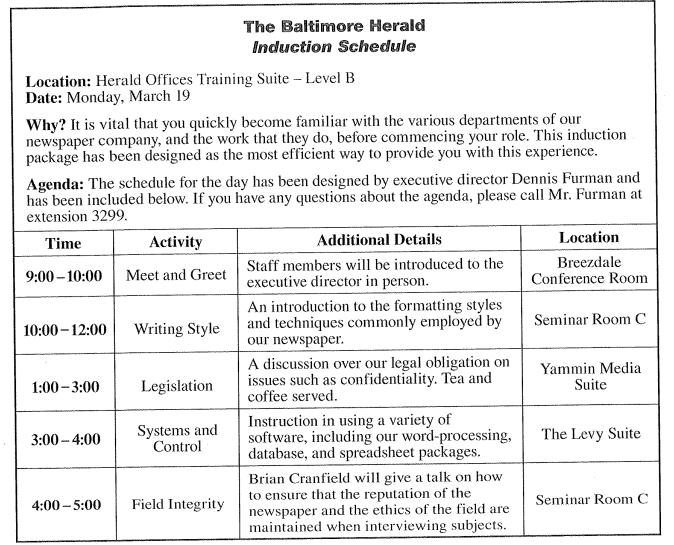 The Baltimore Herald
Induction Schedule
Location: Herald Offices Training Suite – Level B
Date: Monday, March 19
Why? It is vital that you quickly become familiar with the various departments of our
newspaper company, and the work that they do, before commencing your role. This induction
package has been designed as the most efficient way to provide you with this experience.
Agenda: The schedule for the day has been designed by executive director Dennis Furman and
has been included below. If you have any questions about the agenda, please call Mr. Furman at
extension 3299.
Time Activity Additional Details Location
9:00–10:00 Meet and Greet
Staff members will be introduced to the
executive director in person.
Breezdale
Conference Room
10:00–12:00 Writing Style
An introduction to the formatting styles
and techniques commonly employed by
our newspaper.
Seminar Room C
1:00–3:00 Legislation
A discussion over our legal obligation on
issues such as confidentiality. Tea and
coffee served.
Yammin Media
Suite
3:00–4:00
Systems and
Control
Instruction in using a variety of
software, including our word-processing,
database, and spreadsheet packages.
The Levy Suite
4:00–5:00 Field Integrity
Brian Cranfield will give a talk on how
to ensure that the reputation of the
newspaper and the ethics of the field are
maintained when interviewing subjects.
Seminar Room C